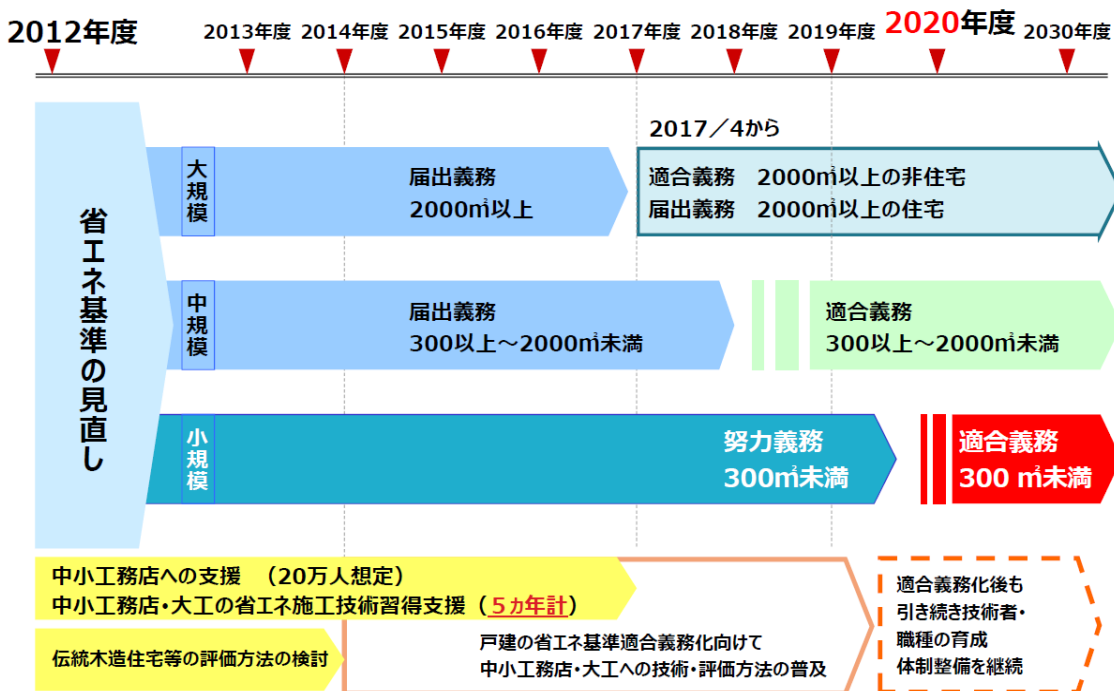 2012年度 2013年度 2014年度 2015年度 2016年度 2017年度 2018年度 2019年度 2020年度 2030年度
省エネ基準の見直し
大規模
届出義務
2000㎡以上
2017／4から
適合義務 2000㎡以上の非住宅
届出義務 2000㎡以上の住宅
中規模
届出義務
300以上～2000㎡未満
適合義務
300以上～2000㎡未満
小規模
努力義務
300㎡未満
適合義務
300 ㎡未満
中小工務店への支援 （20万人想定）
中小工務店・大工の省エネ施工技術習得支援（５ヵ年計）
伝統木造住宅等の評価方法の検討
戸建の省エネ基準適合義務化向けて
中小工務店・大工への技術・評価方法の普及
適合義務化後も
引き続き技術者・
職種の育成
体制整備を継続